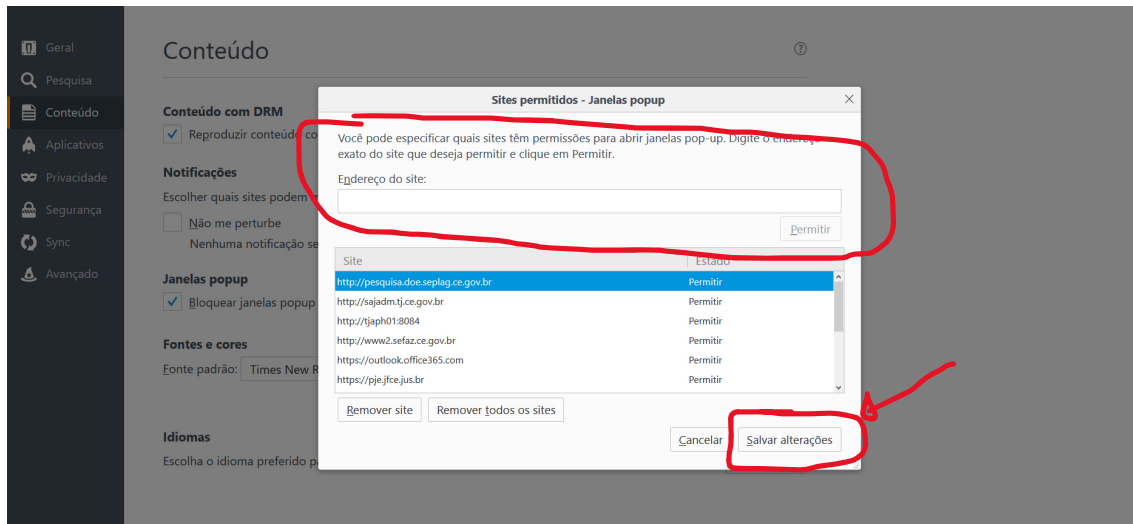 Geral
Pesquisa
Conteúdo
Aplicativos
Privacidade
Segurança
Sync
Avançado
Conteúdo
?
Conteúdo com DRM
Reproduzir conteúdo co
Notificações
Escolher quais sites podem
Não me perturbe
Nenhuma notificação se
Janelas popup
Bloquear janelas popup
Fontes e cores
Fonte padrão: Times New R
Idiomas
Escolha o idioma preferido p
Sites permitidos - Janelas popup
Você pode especificar quais sites têm permissões para abrir janelas pop-up. Digite o endereço
exato do site que deseja permitir e clique em Permitir.
Endereço do site:
Permitir
Site Estado
http://pesquisa.doe.seplag.ce.gov.br Permitir
http://sajadm.tj.ce.gov.br Permitir
http://tjaph01:8084 Permitir
http://www2.sefaz.ce.gov.br Permitir
https://outlook.office365.com Permitir
https://pje.jfce.jus.br Permitir
Remover site Remover todos os sites
Cancelar Salvar alterações